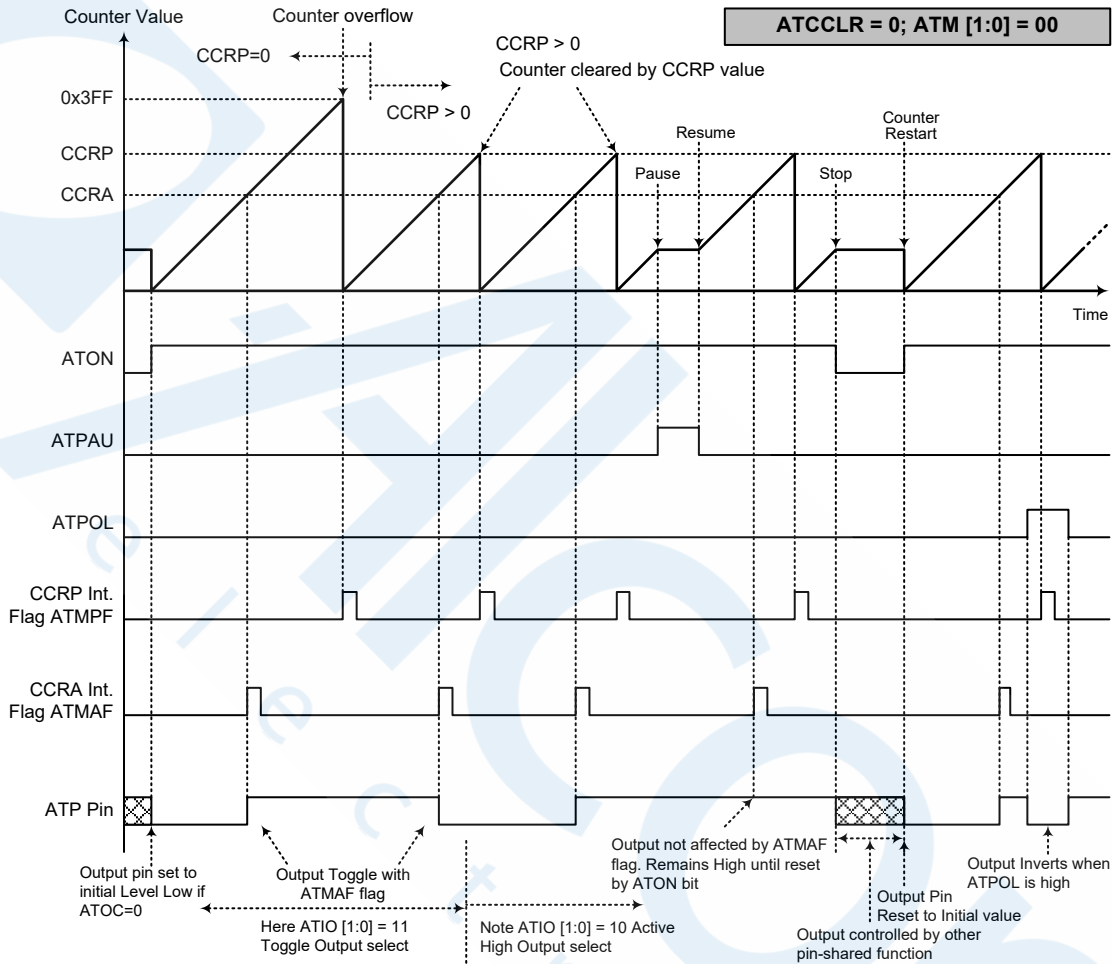 Counter Value
Counter overflow
ATCCLR = 0; ATM [1:0] = 00
CCRP=0
CCRP > 0
CCRP > 0
Counter cleared by CCRP value
0x3FF
CCRP
CCRA
Pause
Resume
Stop
Counter
Restart
Time
ATON
ATPAU
ATPOL
CCRP Int.
Flag ATMPF
CCRA Int.
Flag ATMAF
ATP Pin
Output pin set to
initial Level Low if
ATOC=0
Output Toggle with
ATMAF flag
Here ATIO [1:0] = 11
Toggle Output select
Note ATIO [1:0] = 10 Active
High Output select
Output not affected by ATMAF
flag. Remains High until reset
by ATON bit
Output Pin
Reset to Initial value
Output controlled by other
pin-shared function
Output Inverts when
ATPOL is high